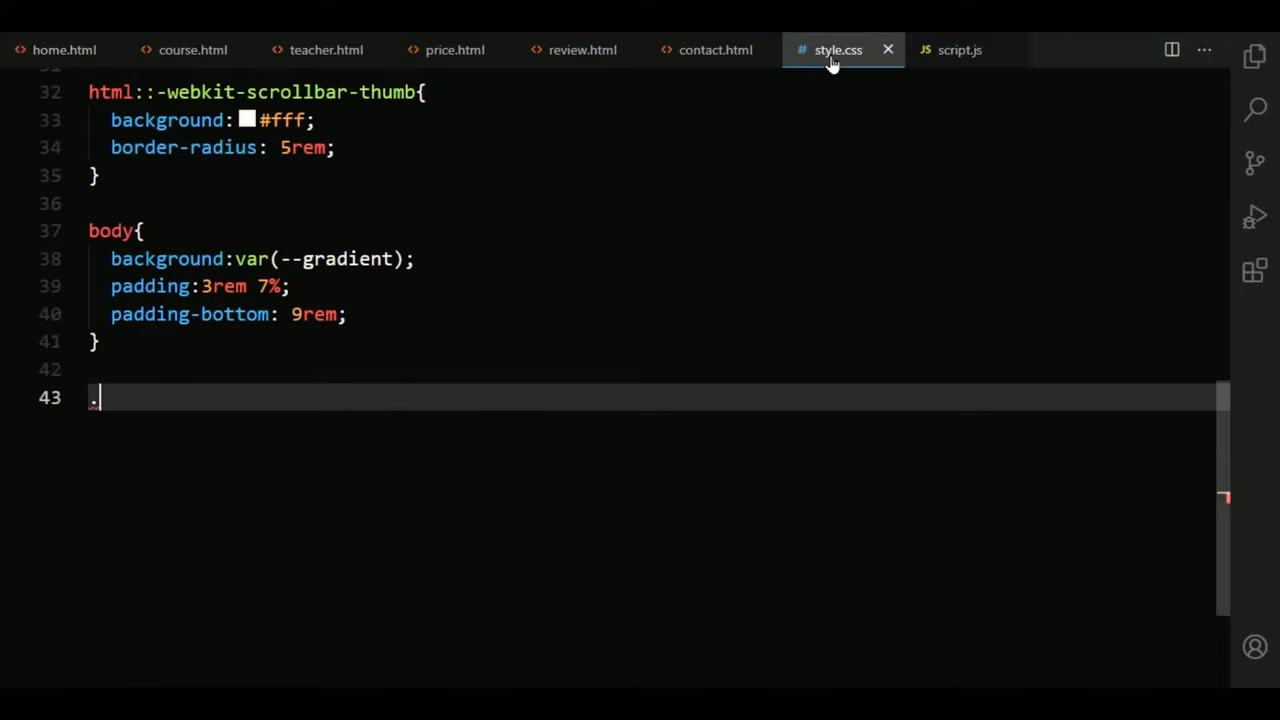 home.html course.html teacher.html price.html review.html contact.html # style.css JS script.js
31
32 html::-webkit-scrollbar-thumb{
33 background: #fff;
34 border-radius: 5rem;
35 }
36
37 body{
38 background:var(--gradient);
39 padding:3rem 7%;
40 padding-bottom: 9rem;
41 }
42
43 .